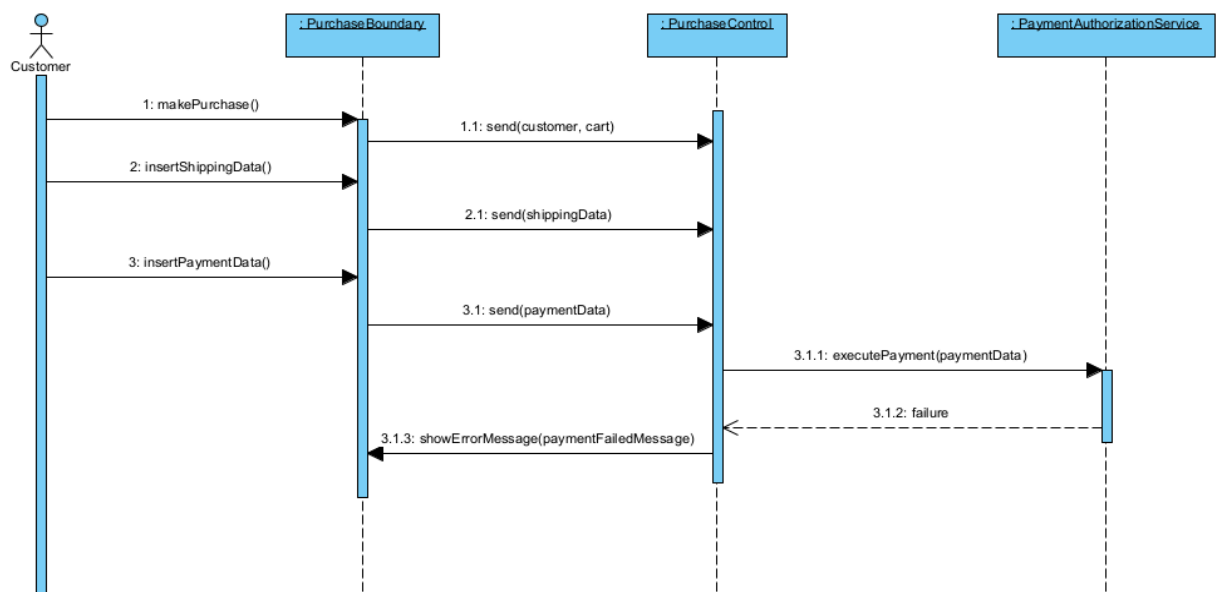 : PurchaseBoundary
: PurchaseControl
: PaymentAuthorizationService
Customer
1: makePurchase()
1.1: send(customer, cart)
2: insertShippingData()
2.1: send(shippingData)
3: insertPaymentData()
3.1: send(paymentData)
3.1.1: executePayment(paymentData)
3.1.2: failure
3.1.3: showErrorMessage(paymentFailedMessage)